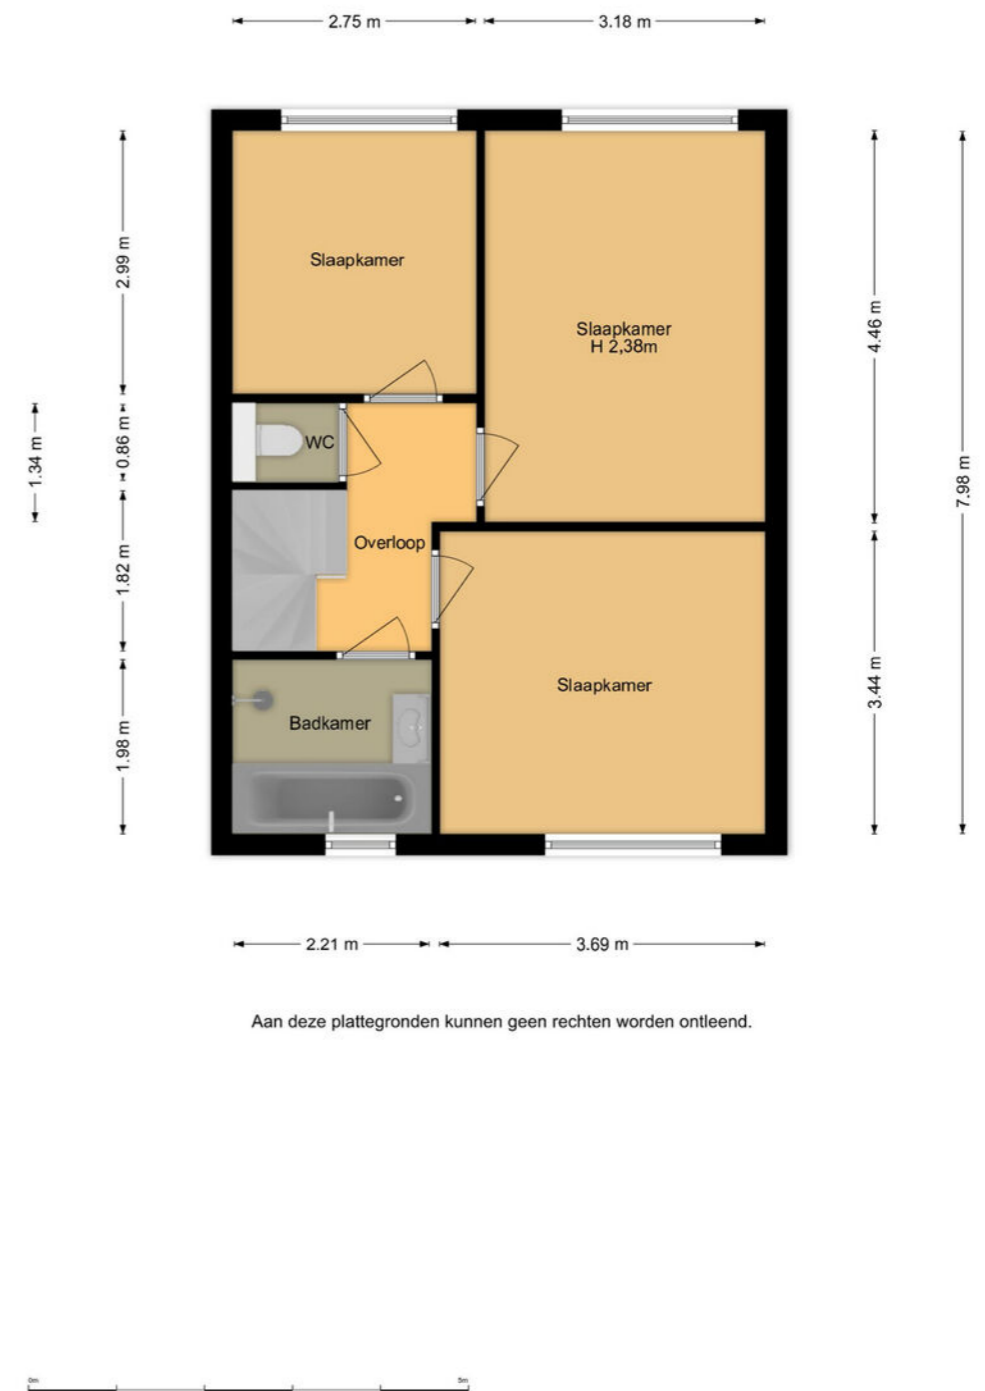 2.75 m
3.18 m
Slaapkamer
2.99 m
Slaapkamer
H 2,38m
4.46 m
1.34 m
0.86 m
WC
7.98 m
Overloop
1.82 m
Slaapkamer
3.44 m
Badkamer
1.98 m
2.21 m
3.69 m
Aan deze plattegronden kunnen geen rechten worden ontleend.
0m
5m